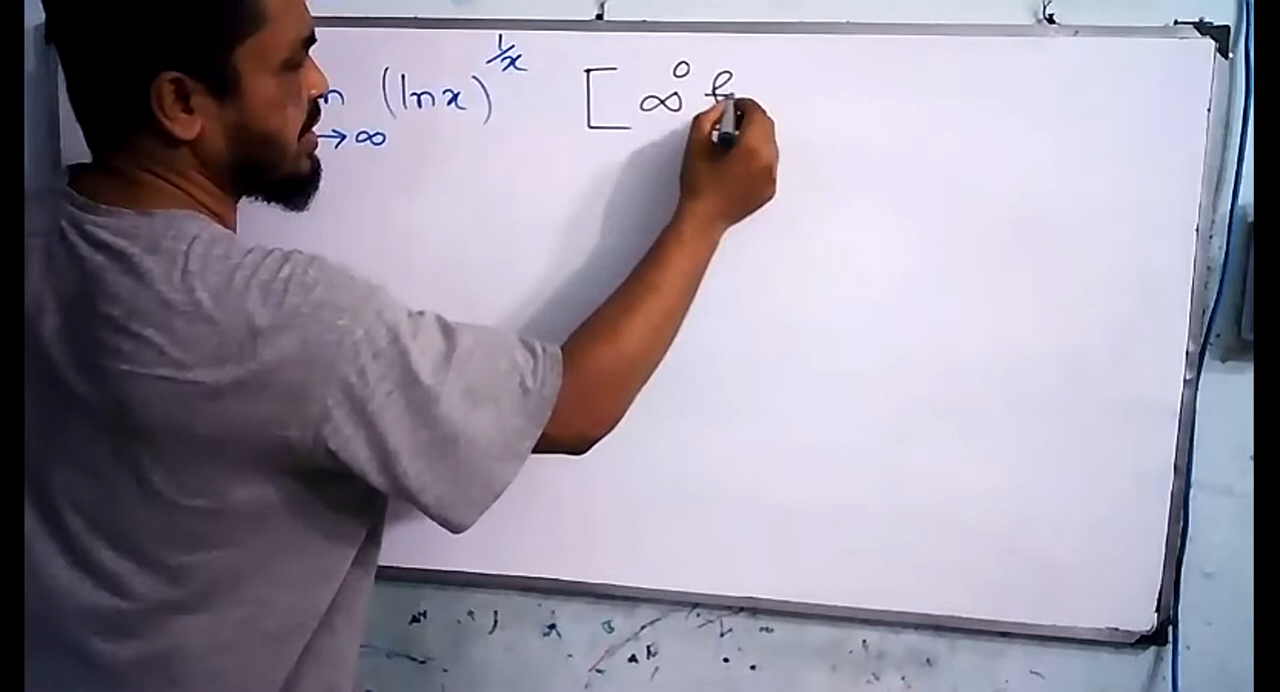 n (ln x)^{1/x} [ ∞^0 f
→∞